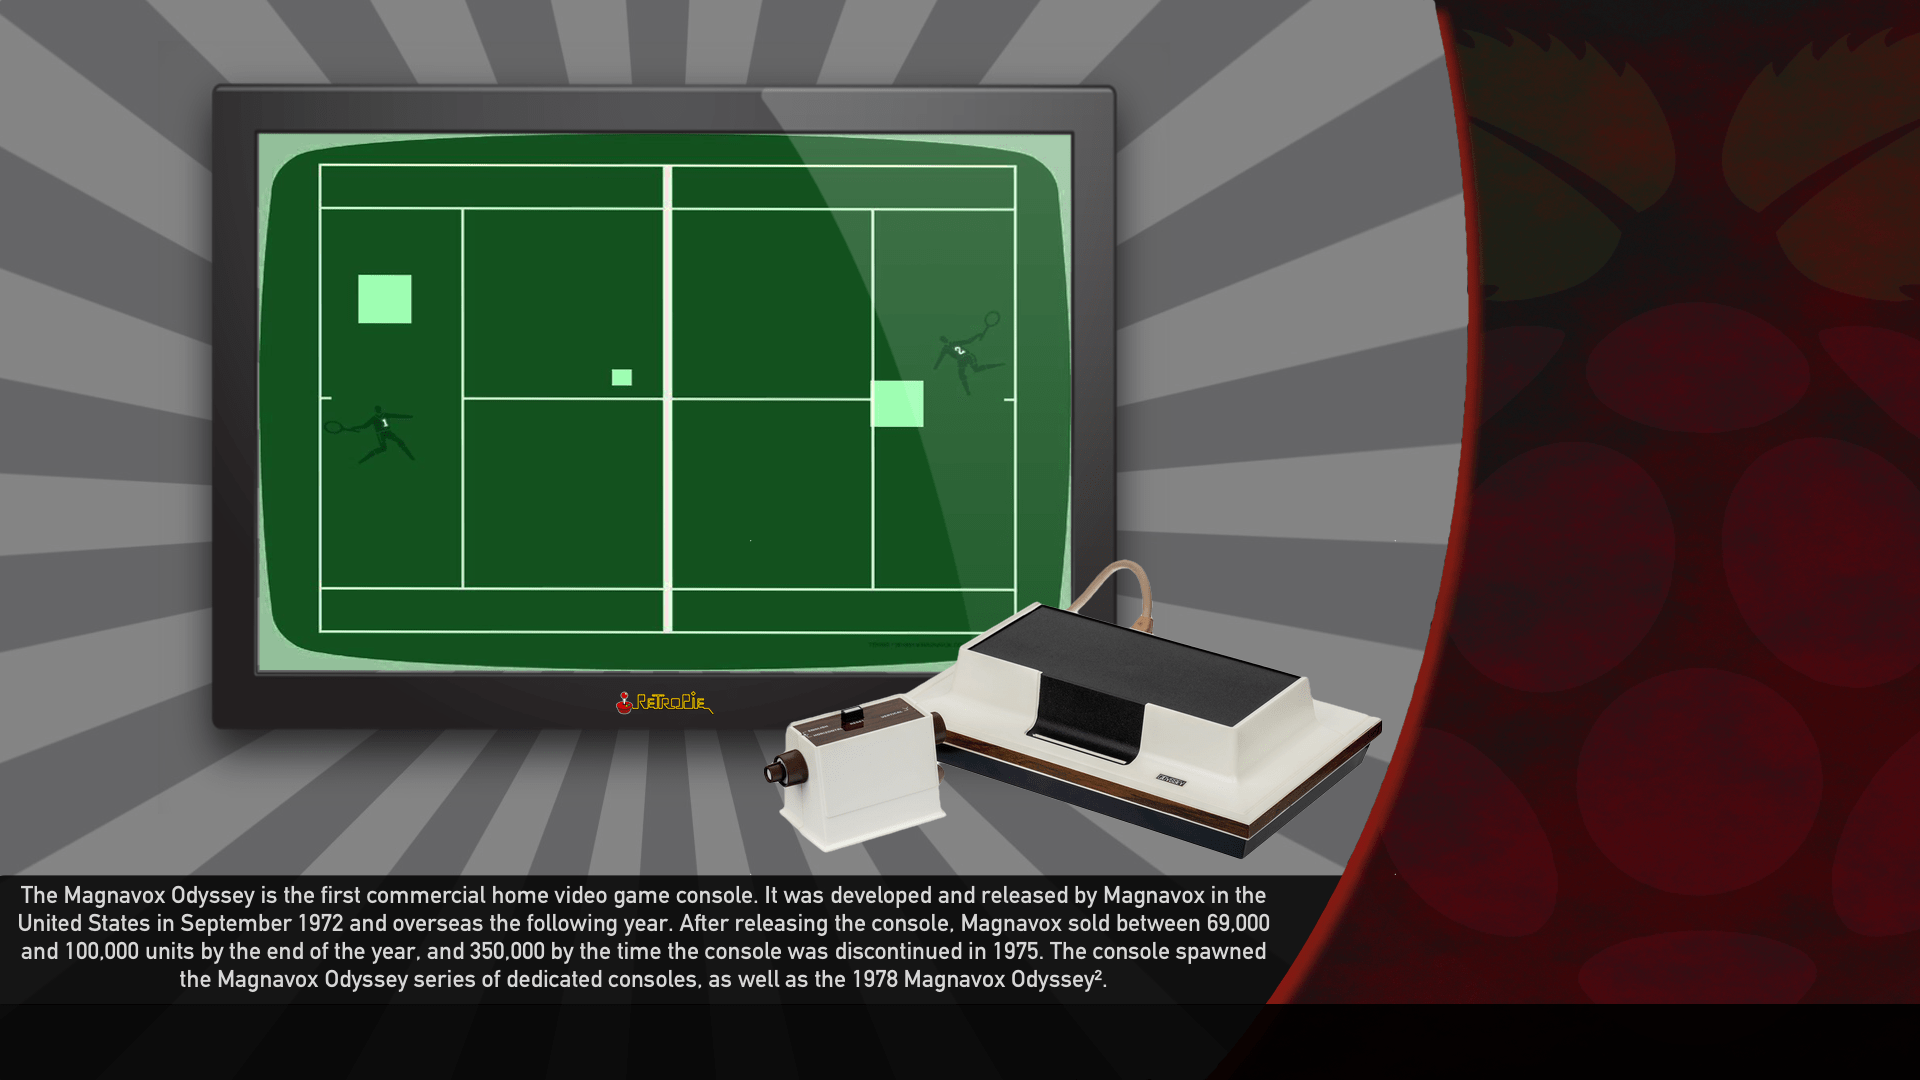 2
1
RETROPIE
ODYSSEY
The Magnavox Odyssey is the first commercial home video game console. It was developed and released by Magnavox in the
United States in September 1972 and overseas the following year. After releasing the console, Magnavox sold between 69,000
and 100,000 units by the end of the year, and 350,000 by the time the console was discontinued in 1975. The console spawned
the Magnavox Odyssey series of dedicated consoles, as well as the 1978 Magnavox Odyssey².